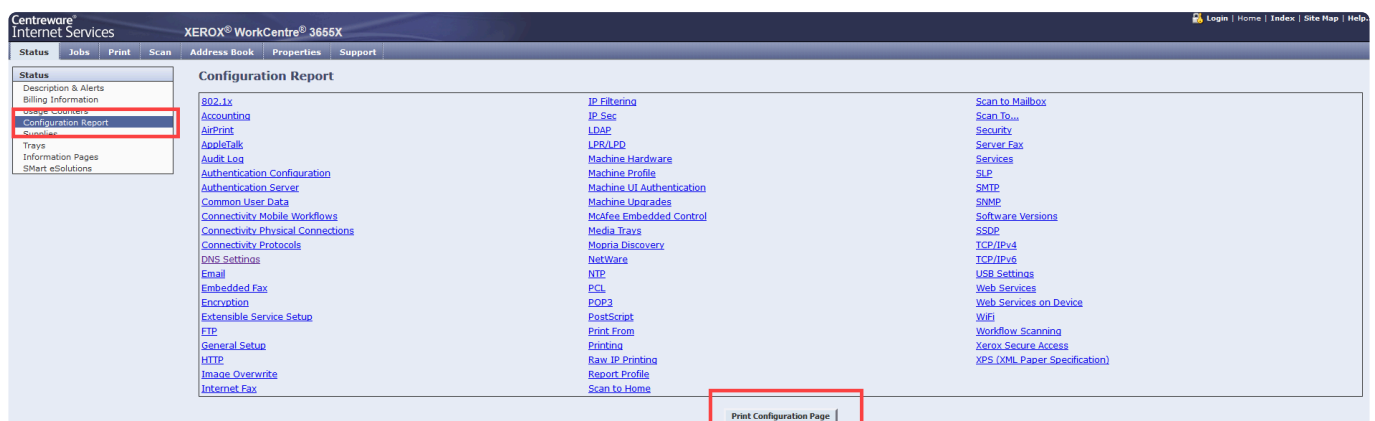 Centreware®
Internet Services
XEROX® WorkCentre® 3655X
Login | Home | Index | Site Map | Help
Status Jobs Print Scan Address Book Properties Support
Status
Description & Alerts
Billing Information
Usage Counters
Configuration Report
Supplies
Trays
Information Pages
SMart eSolutions
Configuration Report
802.1x
Accounting
AirPrint
AppleTalk
Audit Log
Authentication Configuration
Authentication Server
Common User Data
Connectivity Mobile Workflows
Connectivity Physical Connections
Connectivity Protocols
DNS Settings
Email
Embedded Fax
Encryption
Extensible Service Setup
FTP
General Setup
HTTP
Image Overwrite
Internet Fax
IP Filtering
IP Sec
LDAP
LPR/LPD
Machine Hardware
Machine Profile
Machine UI Authentication
Machine Upgrades
McAfee Embedded Control
Media Trays
Mopria Discovery
NetWare
NTP
PCL
POP3
PostScript
Print From
Printing
Raw IP Printing
Report Profile
Scan to Home
Scan to Mailbox
Scan To...
Security
Server Fax
Services
SLP
SMTP
SNMP
Software Versions
SSDP
TCP/IPv4
TCP/IPv6
USB Settings
Web Services
Web Services on Device
WiFi
Workflow Scanning
Xerox Secure Access
XPS (XML Paper Specification)
Print Configuration Page